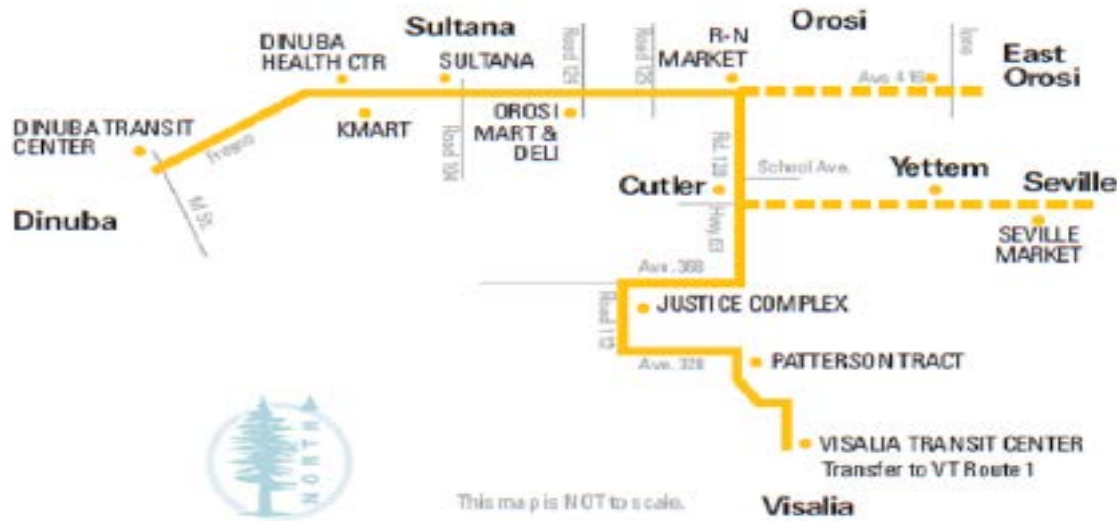 Sultana
Orosi
DINUBA
HEALTH CTR
SULTANA
Road 124
Road 125
R-N
MARKET
East
Orosi
Ave 416
DINUBA TRANSIT
CENTER
Fresno
KMART
Road 104
OROSI
MART &
DELI
Rd. 128
School Ave.
Cutler
Yettem
Seville
Dinuba
M St.
Hwy 63
SEVILLE
MARKET
Ave. 368
JUSTICE COMPLEX
Road 112
Ave. 328
PATTERSON TRACT
NORTH
VISALIA TRANSIT CENTER
Transfer to VT Route 1
This map is NOT to scale.
Visalia